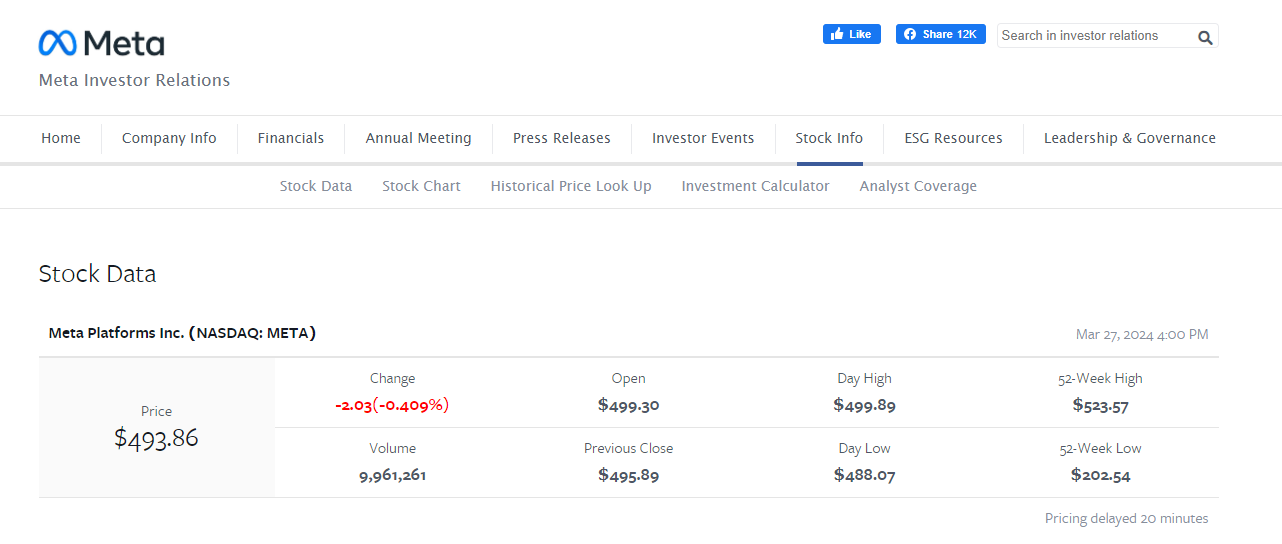 Meta
Like
Share 12K
Search in investor relations
Meta Investor Relations
Home Company Info Financials Annual Meeting Press Releases Investor Events Stock Info ESG Resources Leadership & Governance
Stock Data Stock Chart Historical Price Look Up Investment Calculator Analyst Coverage
Stock Data
Meta Platforms Inc. (NASDAQ: META)
Mar 27, 2024 4:00 PM
Price
$493.86
Change Open Day High 52-Week High
-2.03(-0.409%) $499.30 $499.89 $523.57
Volume Previous Close Day Low 52-Week Low
9,961,261 $495.89 $488.07 $202.54
Pricing delayed 20 minutes